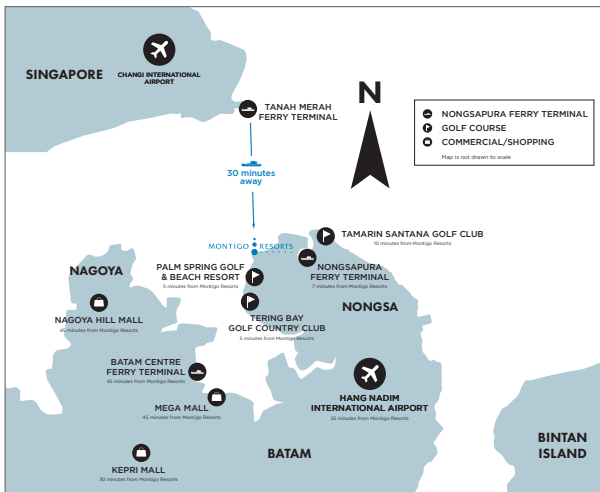 SINGAPORE
CHANGI INTERNATIONAL
AIRPORT
TANAH MERAH
FERRY TERMINAL
N
NONGSAPURA FERRY TERMINAL
GOLF COURSE
COMMERCIAL/SHOPPING
Map is not drawn to scale
30 minutes
away
MONTIGO RESORTS
TAMARIN SANTANA GOLF CLUB
10 minutes from Montigo Resorts
NAGOYA
PALM SPRING GOLF
& BEACH RESORT
5 minutes from Montigo Resorts
NONGSAPURA
FERRY TERMINAL
7 minutes from Montigo Resorts
NONGSA
NAGOYA HILL MALL
45 minutes from Montigo Resorts
TERING BAY
GOLF COUNTRY CLUB
5 minutes from Montigo Resorts
BATAM CENTRE
FERRY TERMINAL
45 minutes from Montigo Resorts
HANG NADIM
INTERNATIONAL AIRPORT
25 minutes from Montigo Resorts
MEGA MALL
45 minutes from Montigo Resorts
BATAM
BINTAN
ISLAND
KEPRI MALL
30 minutes from Montigo Resorts